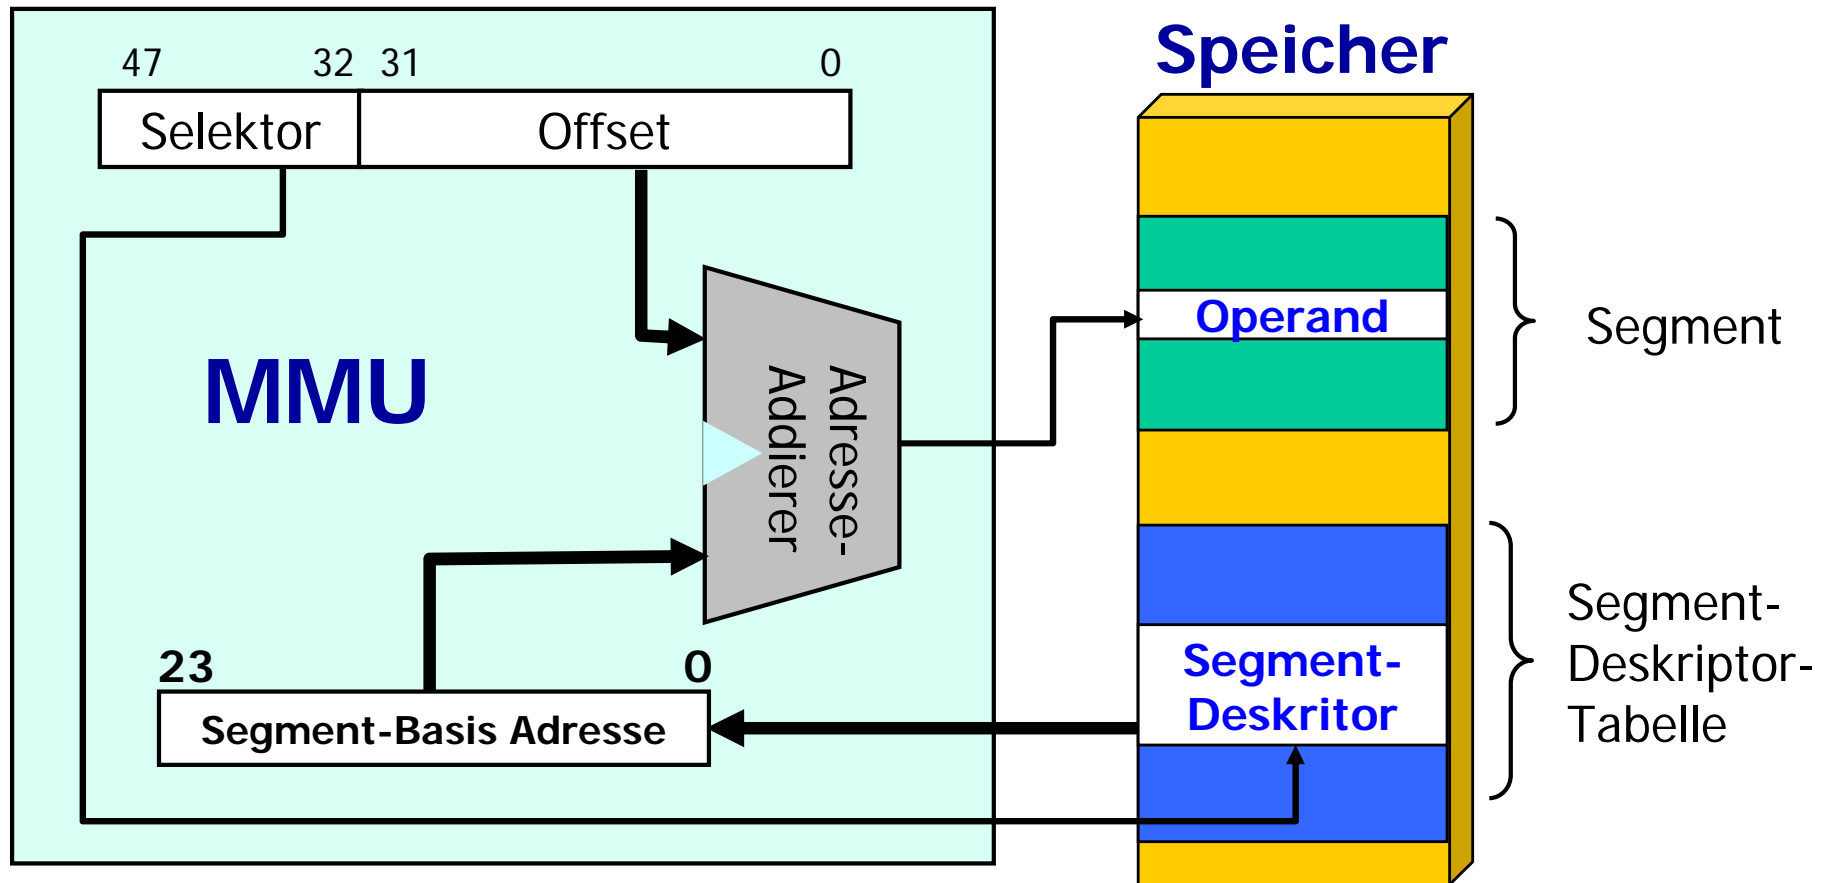 Speicher
47 32 31 0
Selektor Offset
Operand
Segment
MMU
Adresse-
Addierer
23 0
Segment-Basis Adresse
Segment-
Deskritor
Segment-
Deskriptor-
Tabelle